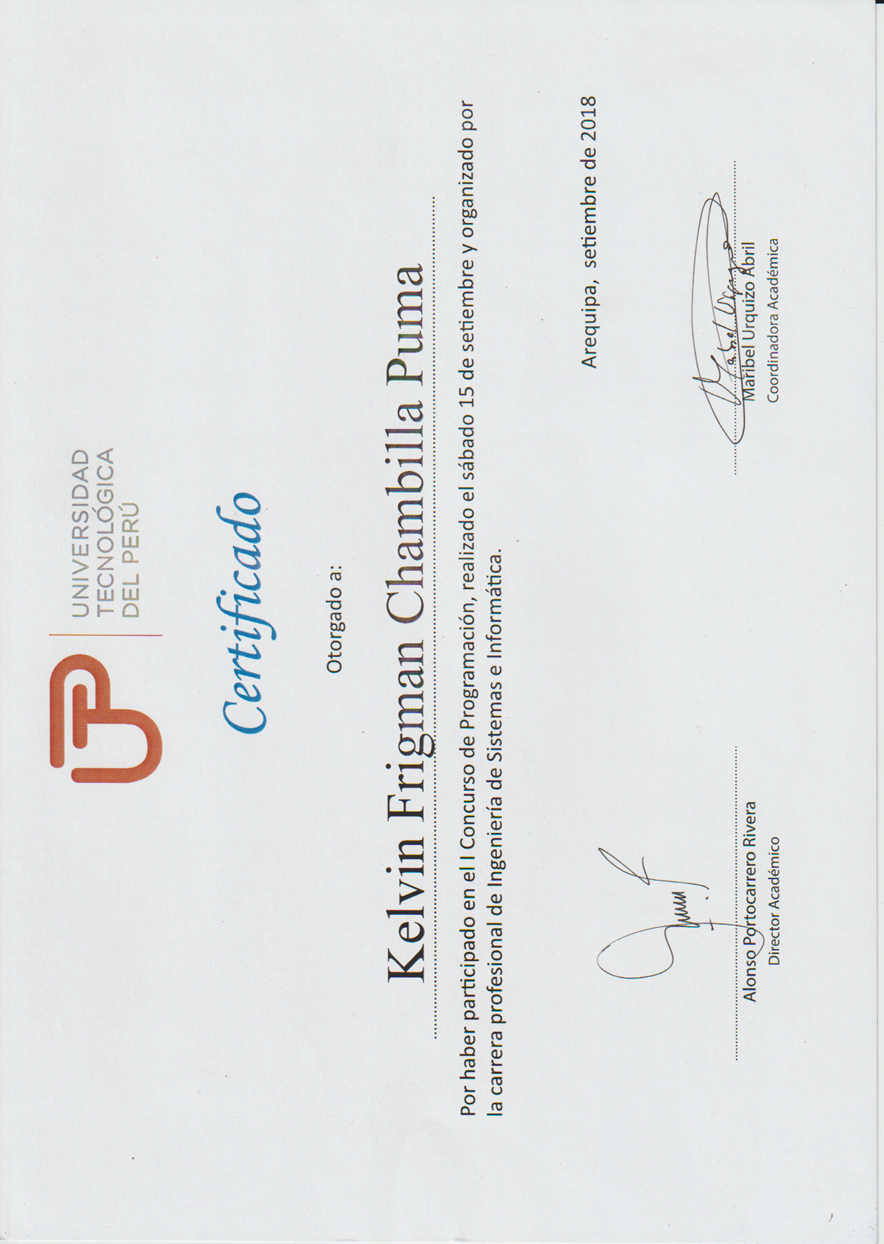 UTP
UNIVERSIDAD
TECNOLÓGICA
DEL PERÚ
Certificado
Otorgado a:
Kelvin Frigman Chambilla Puma
Por haber participado en el I Concurso de Programación, realizado el sábado 15 de setiembre y organizado por
la carrera profesional de Ingeniería de Sistemas e Informática.
Arequipa, setiembre de 2018
Alonso Portocarrero Rivera
Director Académico
Maribel Urquizo Abril
Coordinadora Académica